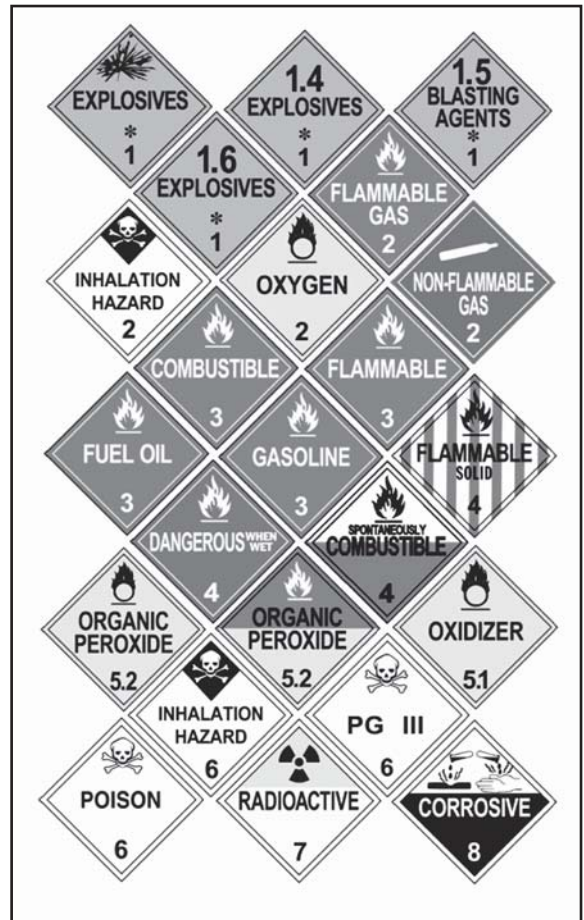 EXPLOSIVES
*
1
1.4
EXPLOSIVES
*
1
1.5
BLASTING
AGENTS
*
1
1.6
EXPLOSIVES
*
1
FLAMMABLE
GAS
2
INHALATION
HAZARD
2
OXYGEN
2
NON-FLAMMABLE
GAS
2
COMBUSTIBLE
3
FLAMMABLE
3
FUEL OIL
3
GASOLINE
3
FLAMMABLE
SOLID
4
DANGEROUS WHEN
WET
4
SPONTANEOUSLY
COMBUSTIBLE
4
ORGANIC
PEROXIDE
5.2
ORGANIC
PEROXIDE
5.2
OXIDIZER
5.1
INHALATION
HAZARD
6
PG III
6
POISON
6
RADIOACTIVE
7
CORROSIVE
8